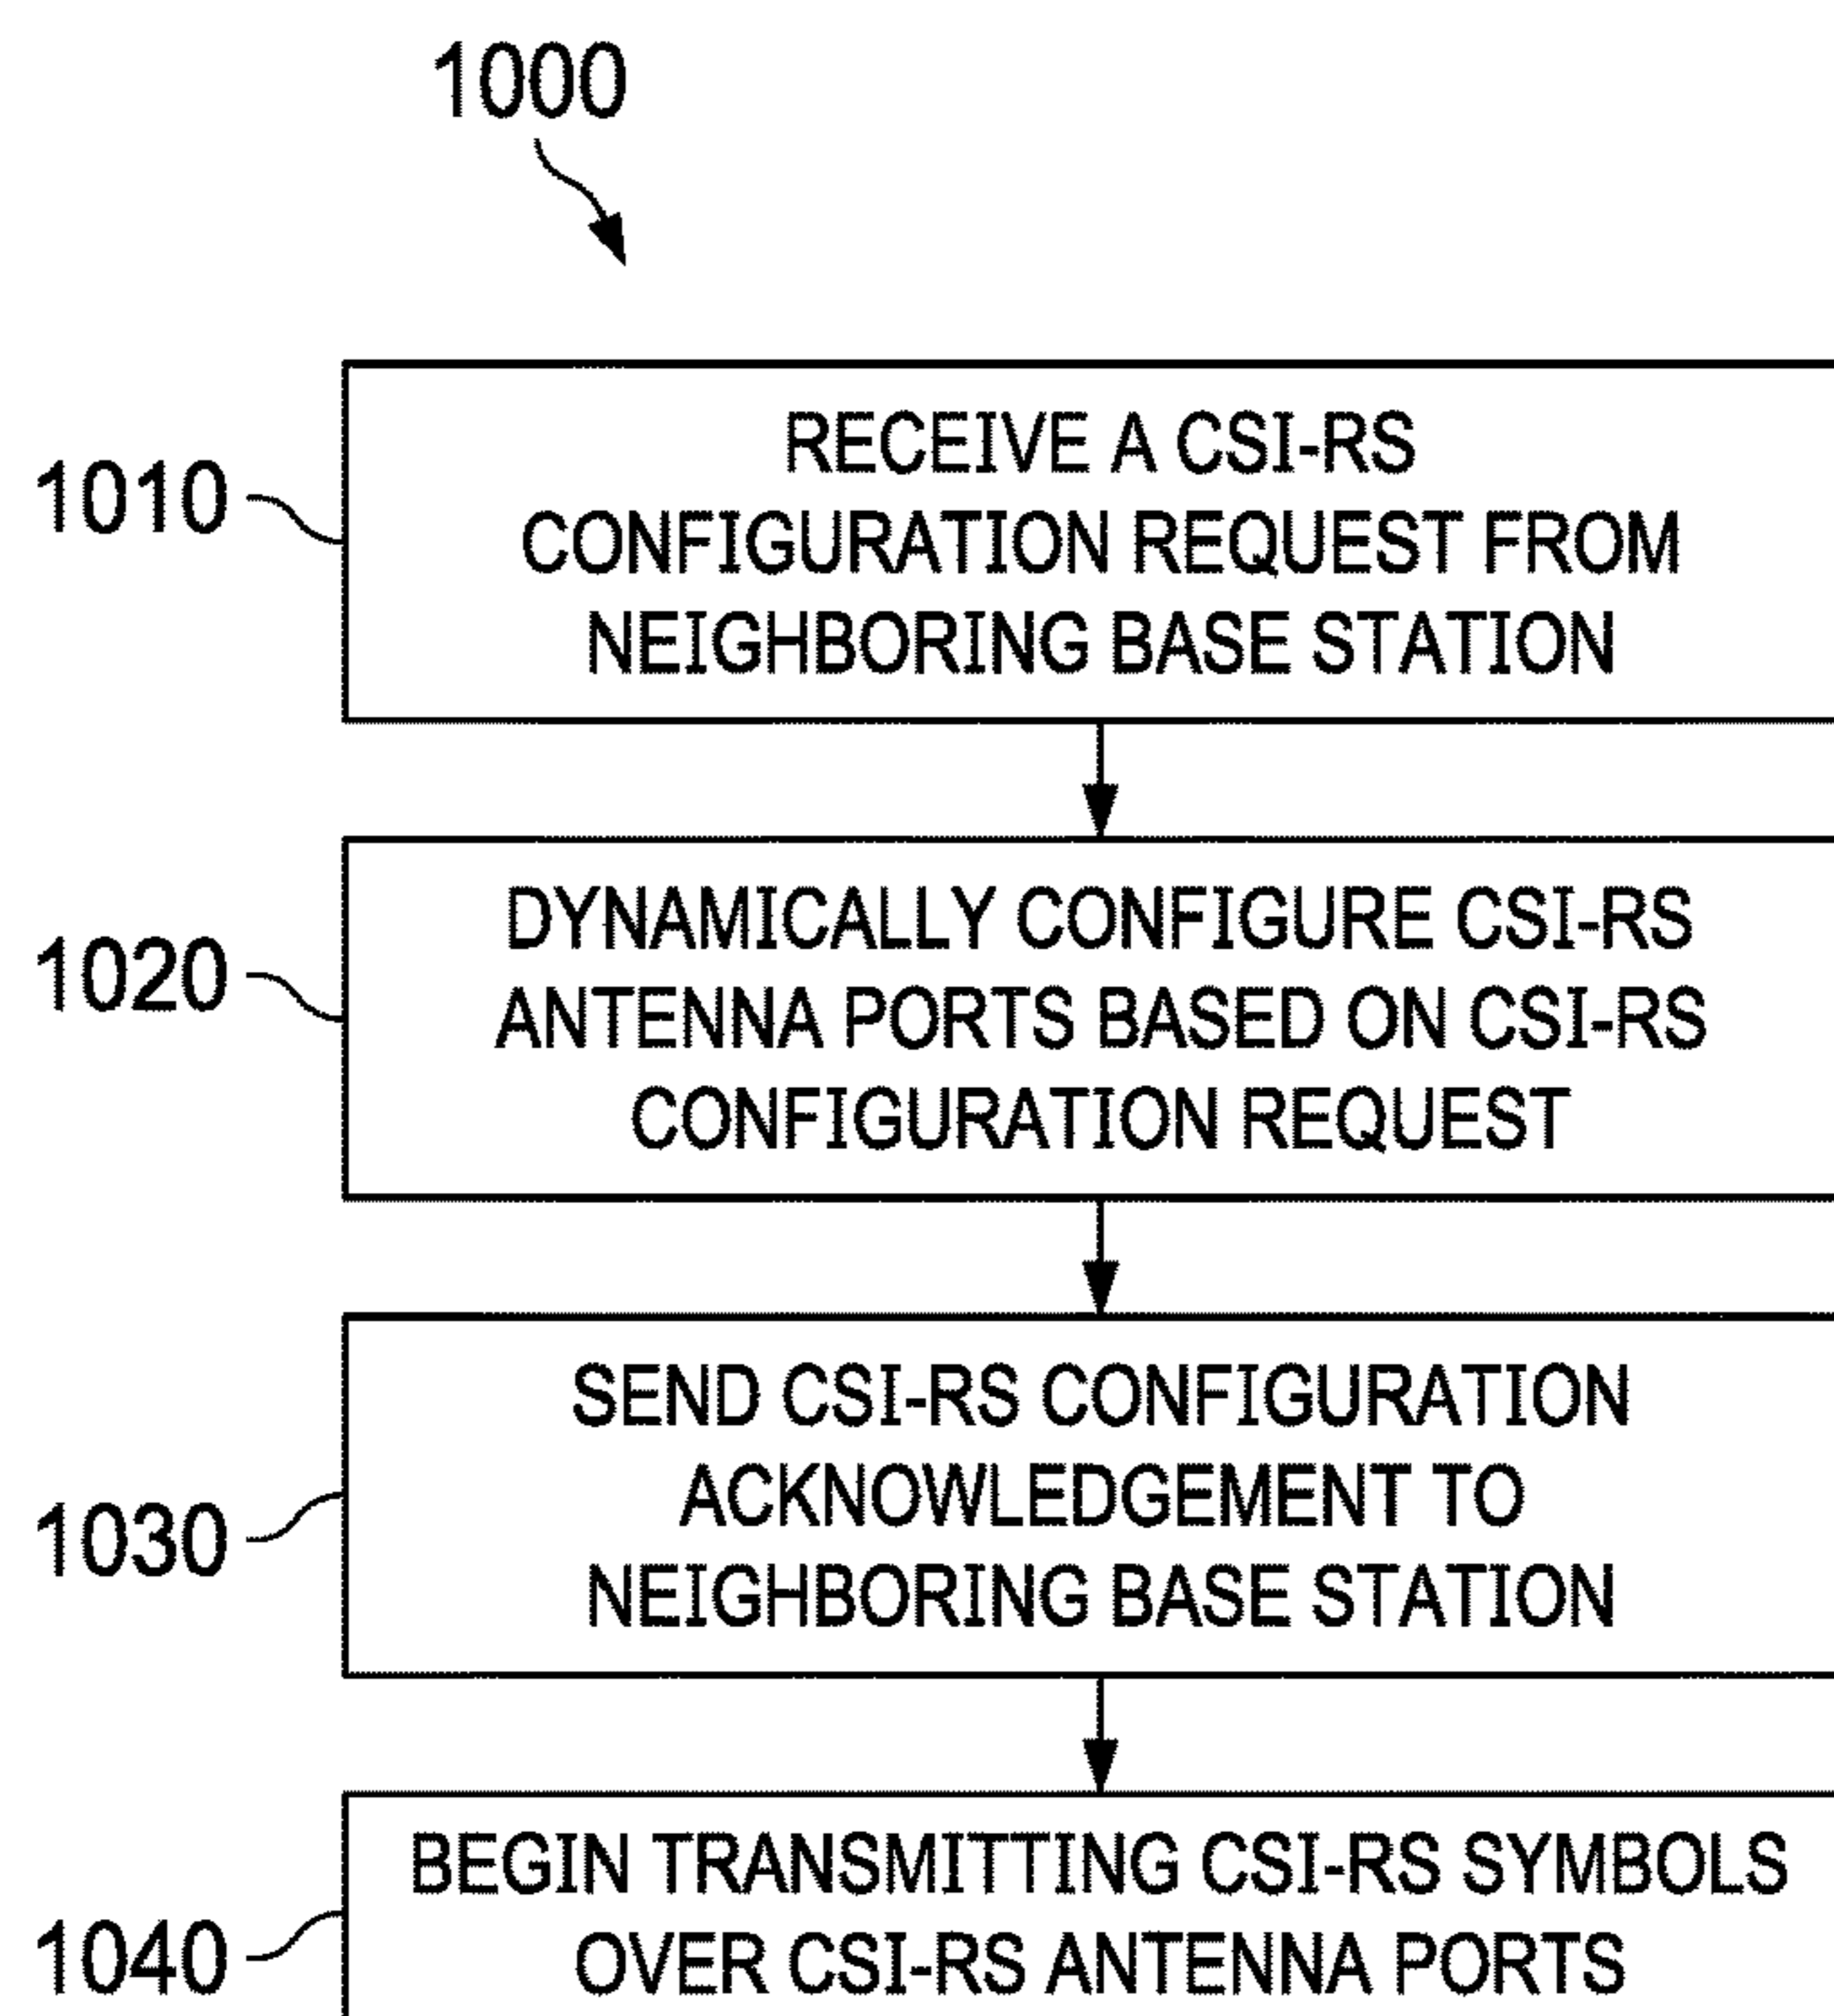 1000
1010
RECEIVE A CSI-RS
CONFIGURATION REQUEST FROM
NEIGHBORING BASE STATION
1020
DYNAMICALLY CONFIGURE CSI-RS
ANTENNA PORTS BASED ON CSI-RS
CONFIGURATION REQUEST
1030
SEND CSI-RS CONFIGURATION
ACKNOWLEDGEMENT TO
NEIGHBORING BASE STATION
1040
BEGIN TRANSMITTING CSI-RS SYMBOLS
OVER CSI-RS ANTENNA PORTS